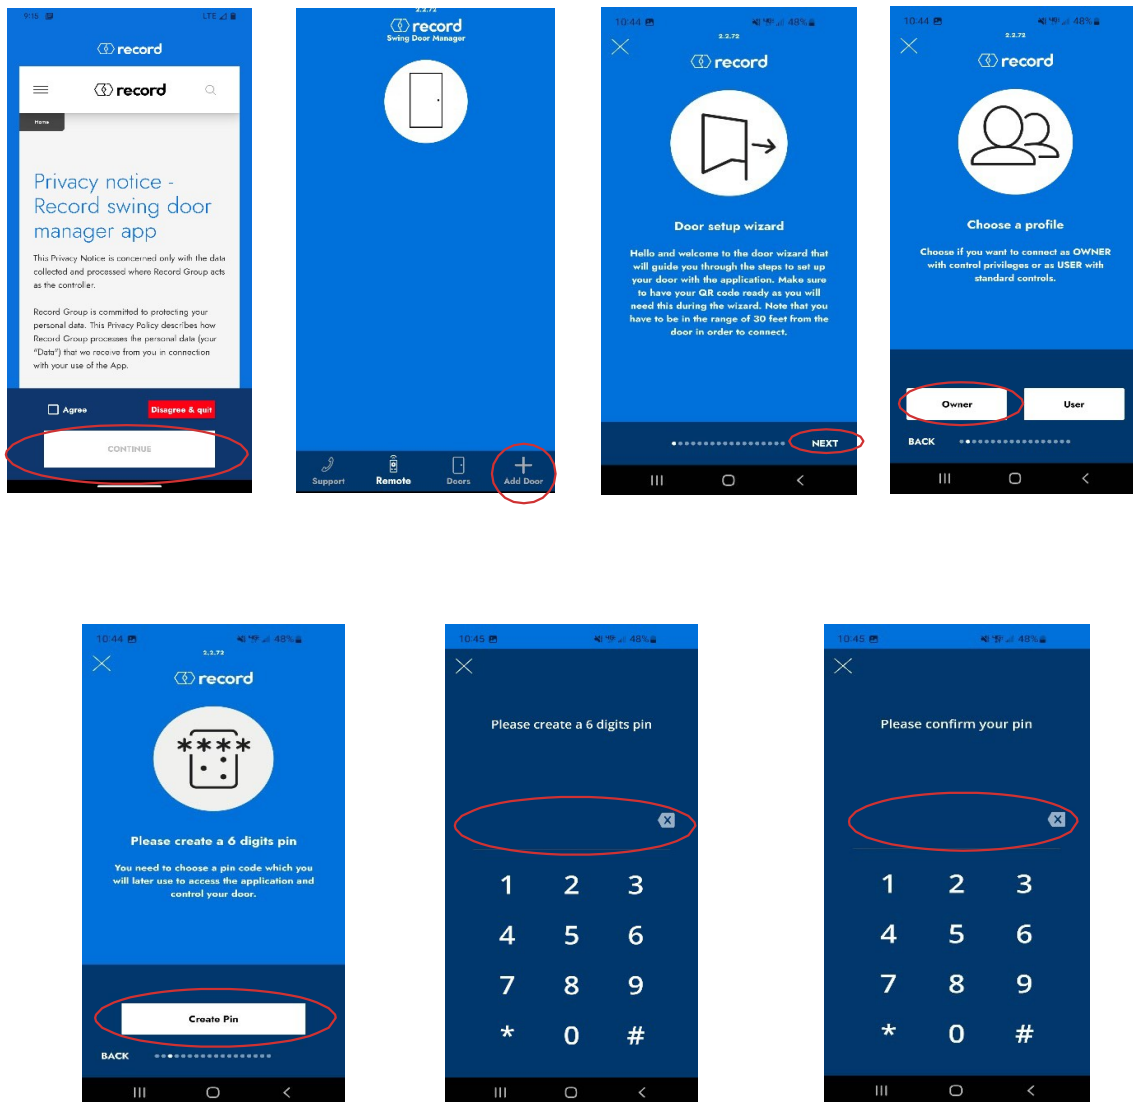 9:15
LTE
record
record
Home
Privacy notice -
Record swing door
manager app
This Privacy Notice is concerned only with the data
collected and processed where Record Group acts
as the controller.
Record Group is committed to protecting your
personal data. This Privacy Policy describes how
Record Group processes the personal data (your
"Data") that we receive from you in connection
with your use of the App.
Agree
Disagree & quit
CONTINUE
2.2.72
record
Swing Door Manager
Support
Remote
Doors
Add Door
10:44
48%
2.2.72
record
Door setup wizard
Hello and welcome to the door wizard that
will guide you through the steps to set up
your door with the application. Make sure
to have your QR code ready as you will
need this during the wizard. Note that you
have to be in the range of 30 feet from the
door in order to connect.
NEXT
10:44
48%
2.2.72
record
Choose a profile
Choose if you want to connect as OWNER
with control privileges or as USER with
standard controls.
Owner
User
BACK
10:44
48%
2.2.72
record
****
Please create a 6 digits pin
You need to choose a pin code which you
will later use to access the application and
control your door.
Create Pin
BACK
10:45
48%
Please create a 6 digits pin
1 2 3
4 5 6
7 8 9
* 0 #
10:45
48%
Please confirm your pin
1 2 3
4 5 6
7 8 9
* 0 #